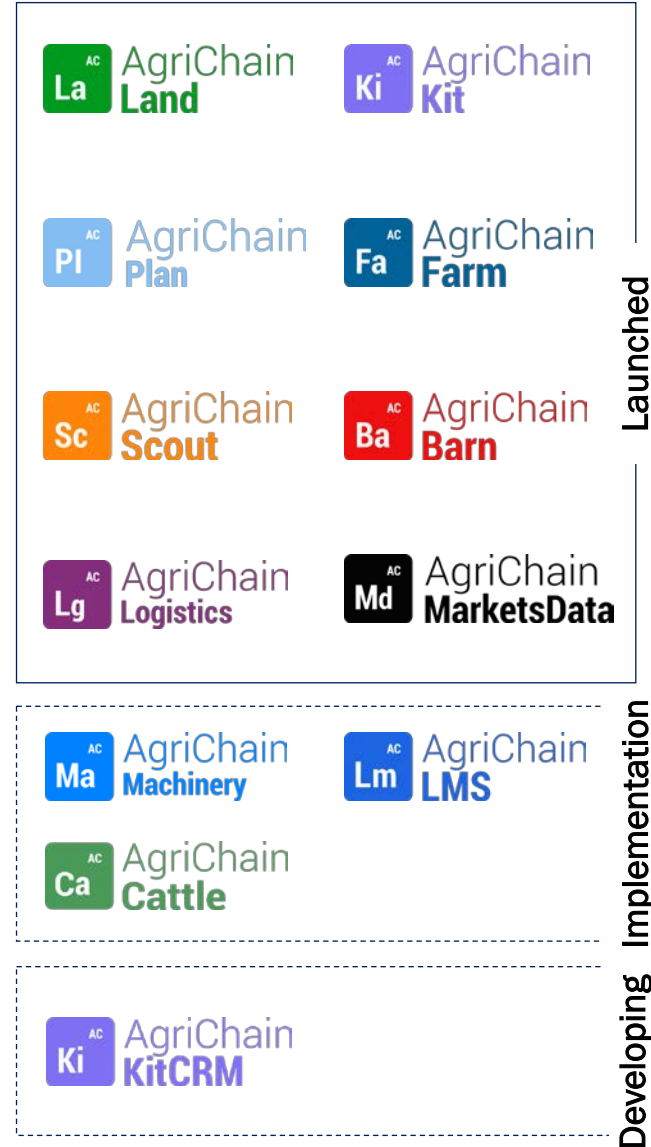 AC
La
AgriChain
Land
AC
Ki
AgriChain
Kit
AC
Pl
AgriChain
Plan
AC
Fa
AgriChain
Farm
AC
Sc
AgriChain
Scout
AC
Ba
AgriChain
Barn
AC
Lg
AgriChain
Logistics
AC
Md
AgriChain
MarketsData
Launched
AC
Ma
AgriChain
Machinery
AC
Lm
AgriChain
LMS
AC
Ca
AgriChain
Cattle
Implementation
AC
Ki
AgriChain
KitCRM
Developing